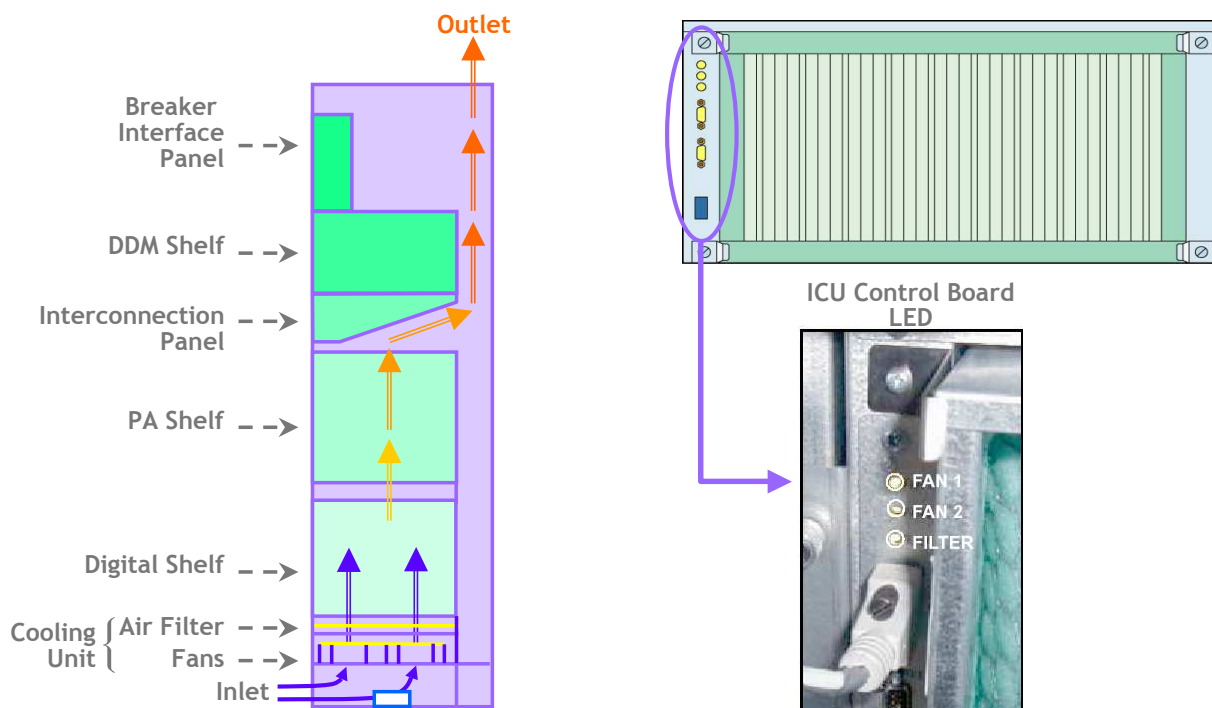 Outlet
Breaker
Interface
Panel
DDM Shelf
Interconnection
Panel
PA Shelf
Digital Shelf
Cooling
Unit
Air Filter
Fans
Inlet
ICU Control Board
LED
FAN 1
FAN 2
FILTER